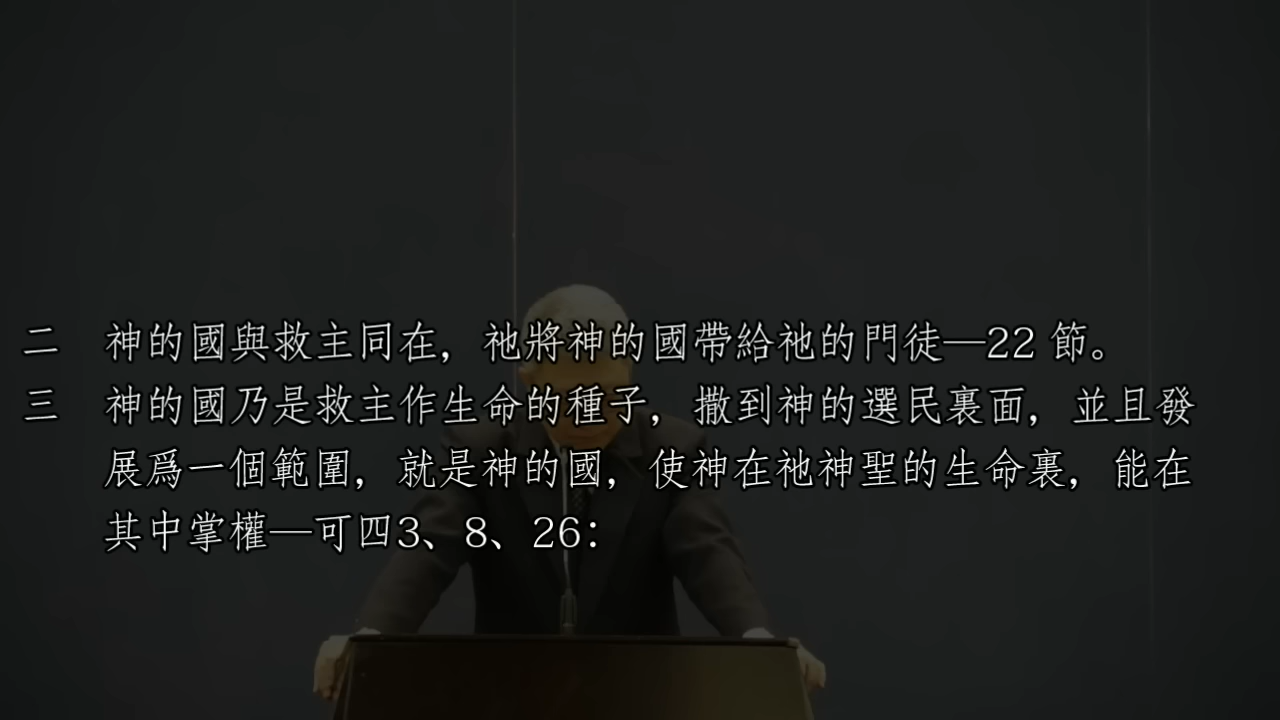 二 神的國與救主同在，祂將神的國帶給祂的門徒—22 節。
三 神的國乃是救主作生命的種子，撒到神的選民裏面，並且發
展爲一個範圍，就是神的國，使神在祂神聖的生命裏，能在
其中掌權—可四3、8、26：